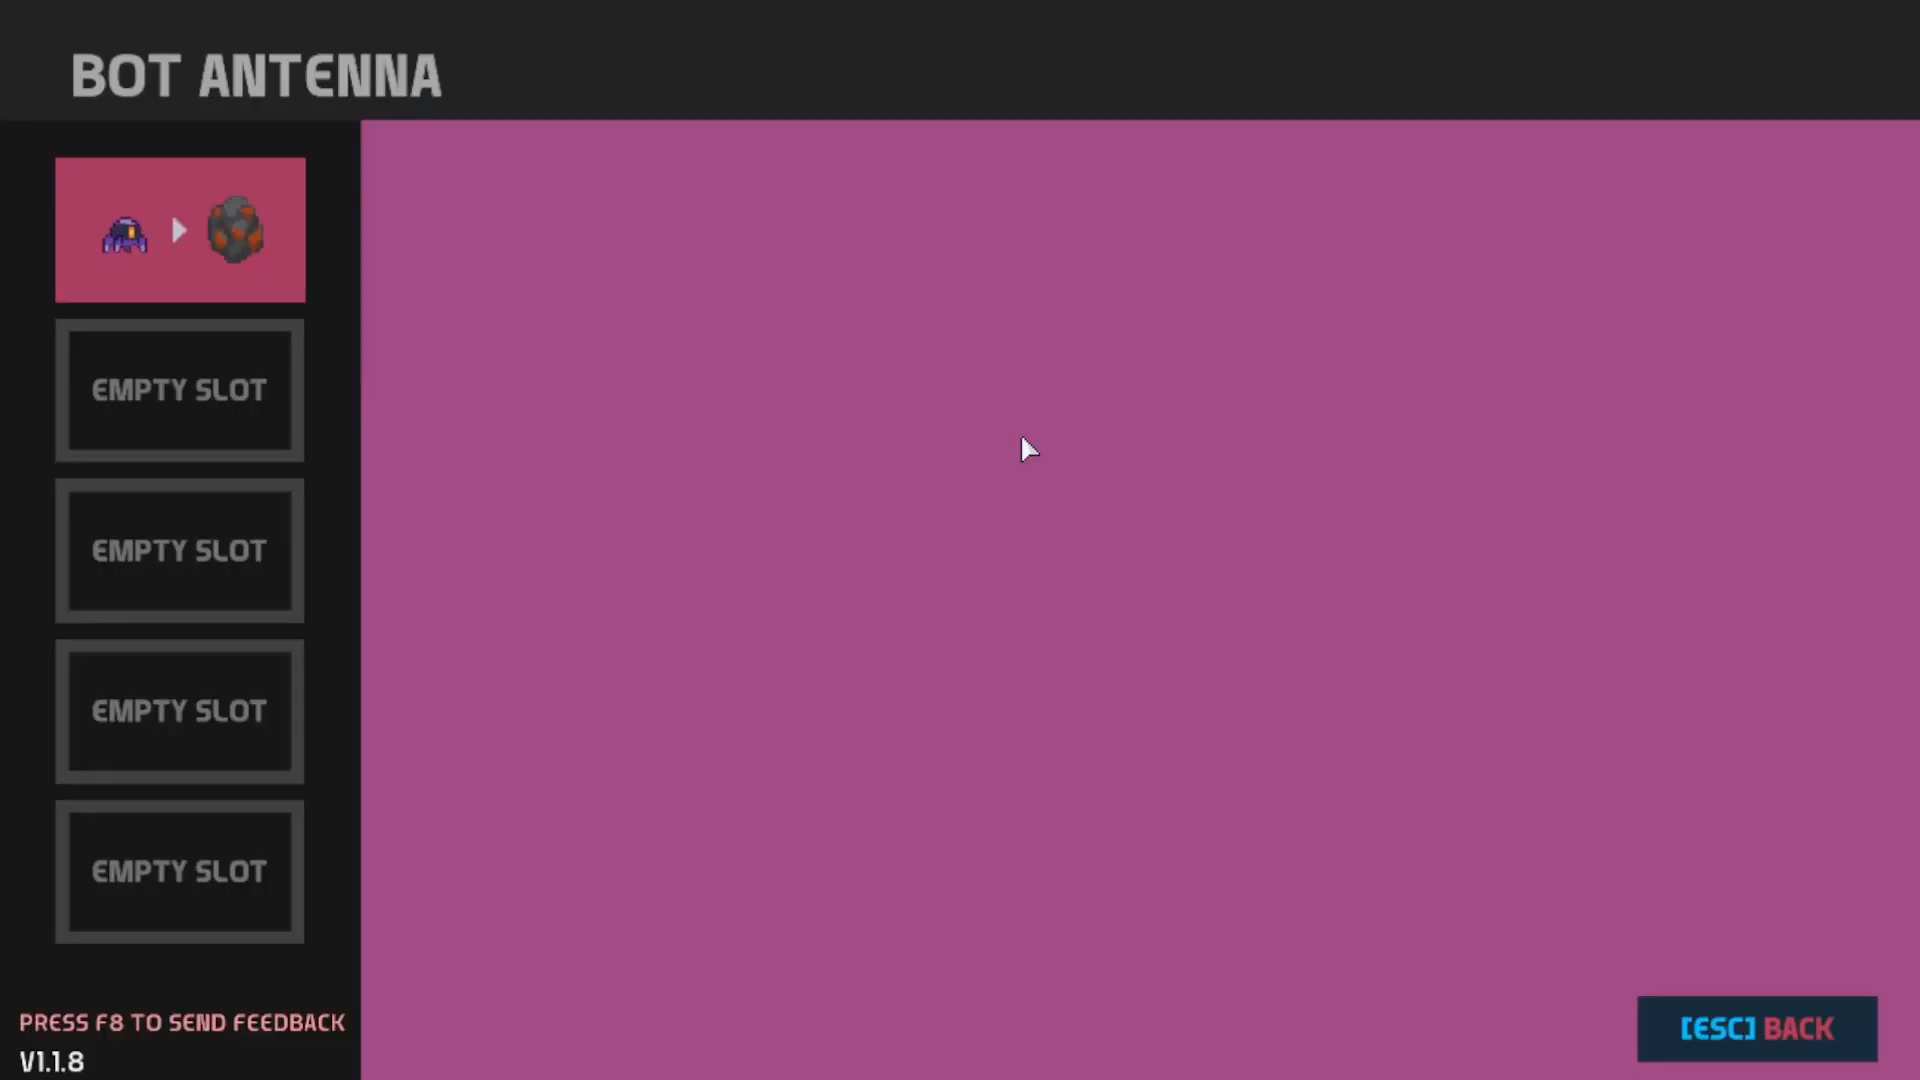 BOT ANTENNA
EMPTY SLOT
EMPTY SLOT
EMPTY SLOT
EMPTY SLOT
PRESS F8 TO SEND FEEDBACK
V1.1.8
[ESC] BACK